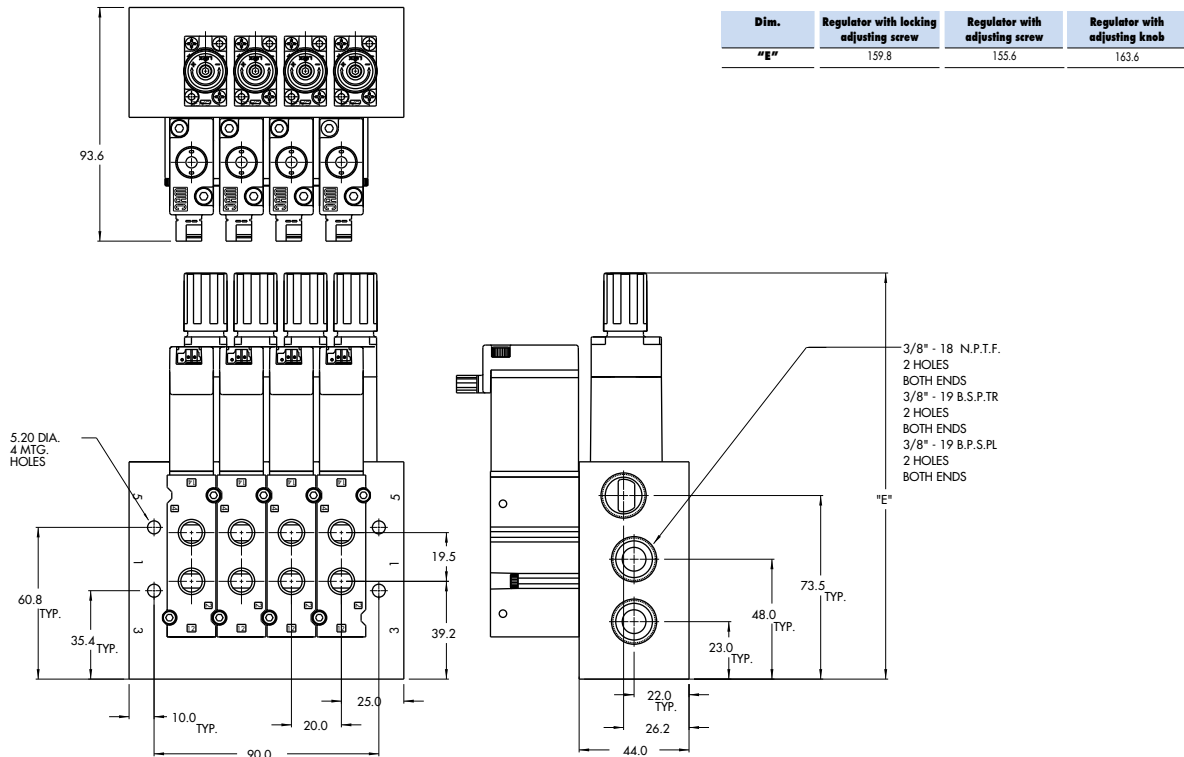 Dim.
Regulator with locking adjusting screw
Regulator with adjusting screw
Regulator with adjusting knob
"E"
159.8
155.6
163.6
93.6
3/8" - 18 N.P.T.F.
2 HOLES
BOTH ENDS
3/8" - 19 B.S.P.TR
2 HOLES
BOTH ENDS
3/8" - 19 B.P.S.PL
2 HOLES
BOTH ENDS
5.20 DIA.
4 MTG.
HOLES
5
5
1
1
3
3
"E"
19.5
60.8
TYP.
35.4
TYP.
39.2
73.5
TYP.
48.0
TYP.
23.0
TYP.
25.0
10.0
TYP.
20.0
90.0
22.0
TYP.
26.2
44.0